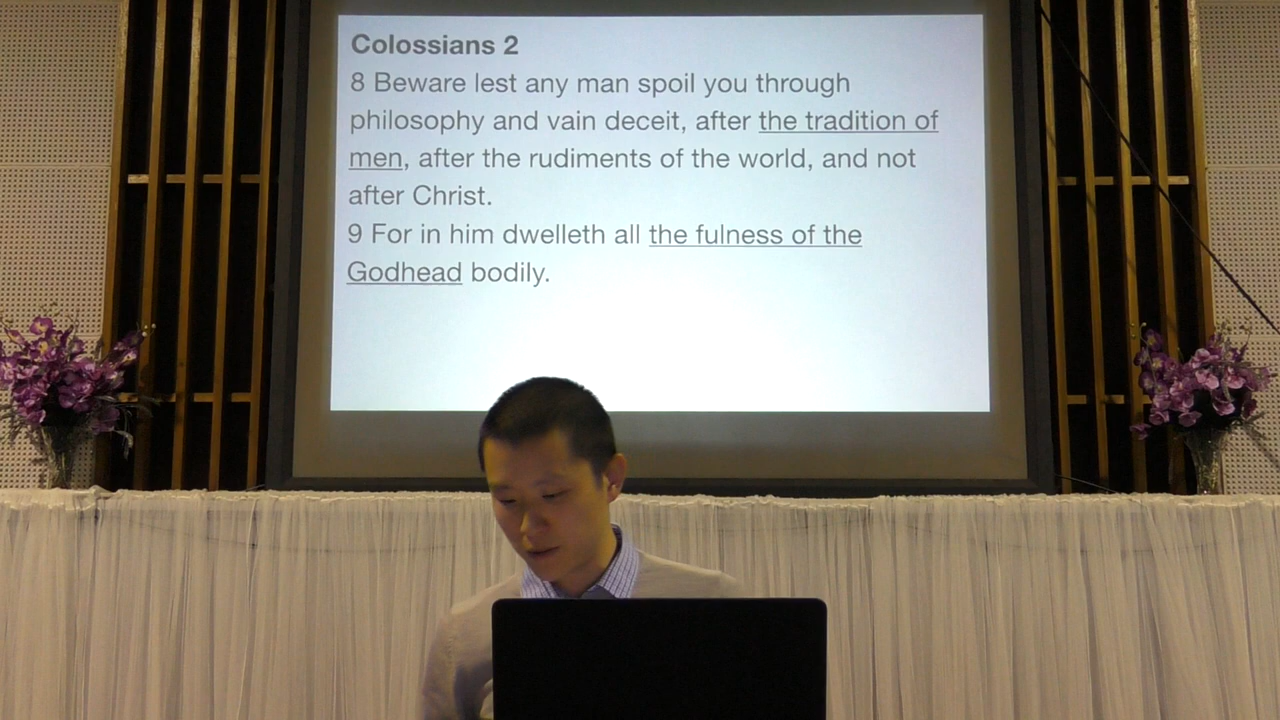 Colossians 2
8 Beware lest any man spoil you through
philosophy and vain deceit, after the tradition of
men, after the rudiments of the world, and not
after Christ.
9 For in him dwelleth all the fulness of the
Godhead bodily.